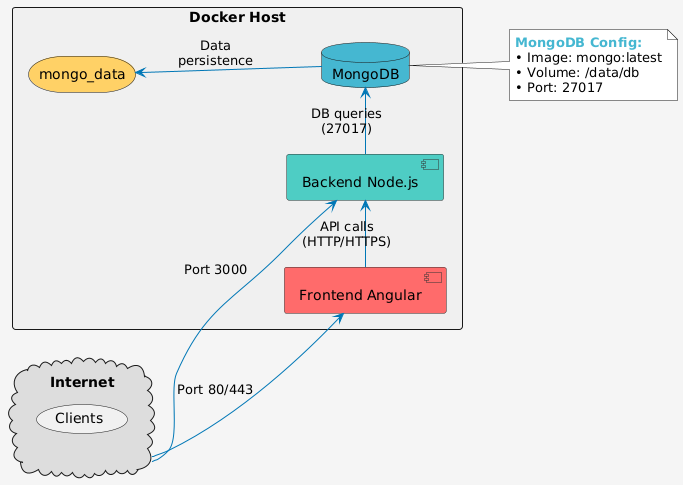 Docker Host
mongo_data
Data
persistence
MongoDB
MongoDB Config:
• Image: mongo:latest
• Volume: /data/db
• Port: 27017
DB queries
(27017)
Backend Node.js
API calls
(HTTP/HTTPS)
Port 3000
Frontend Angular
Internet
Clients
Port 80/443